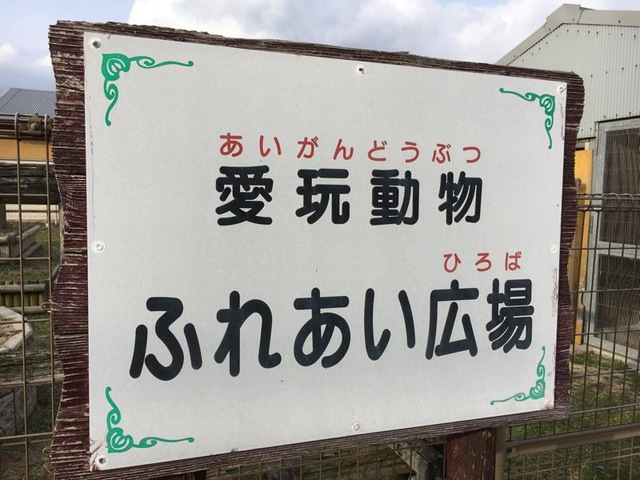 あいがんどうぶつ
愛玩動物
ひろば
ふれあい広場